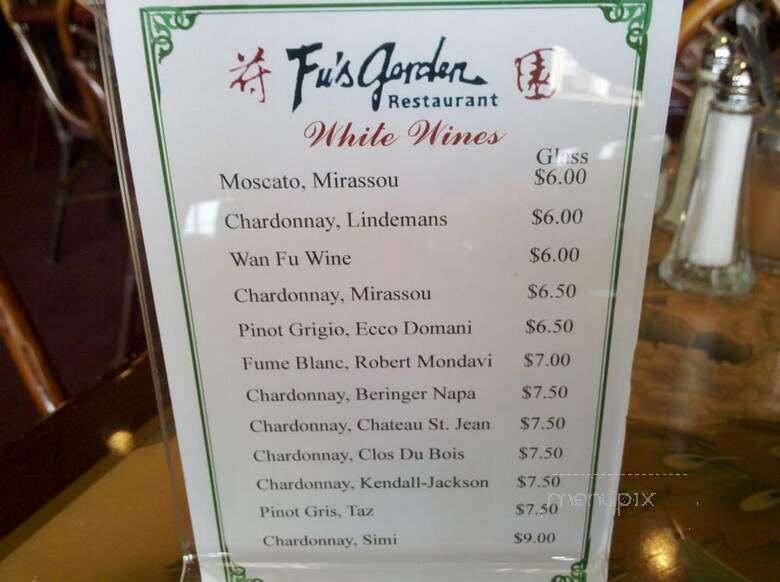 符 Fu's Garden 園
Restaurant
White Wines
Glass
Moscato, Mirassou $6.00
Chardonnay, Lindemans $6.00
Wan Fu Wine $6.00
Chardonnay, Mirassou $6.50
Pinot Grigio, Ecco Domani $6.50
Fume Blanc, Robert Mondavi $7.00
Chardonnay, Beringer Napa $7.50
Chardonnay, Chateau St. Jean $7.50
Chardonnay, Clos Du Bois $7.50
Chardonnay, Kendall-Jackson $7.50
Pinot Gris, Taz $7.50
Chardonnay, Simi $9.00
menupix